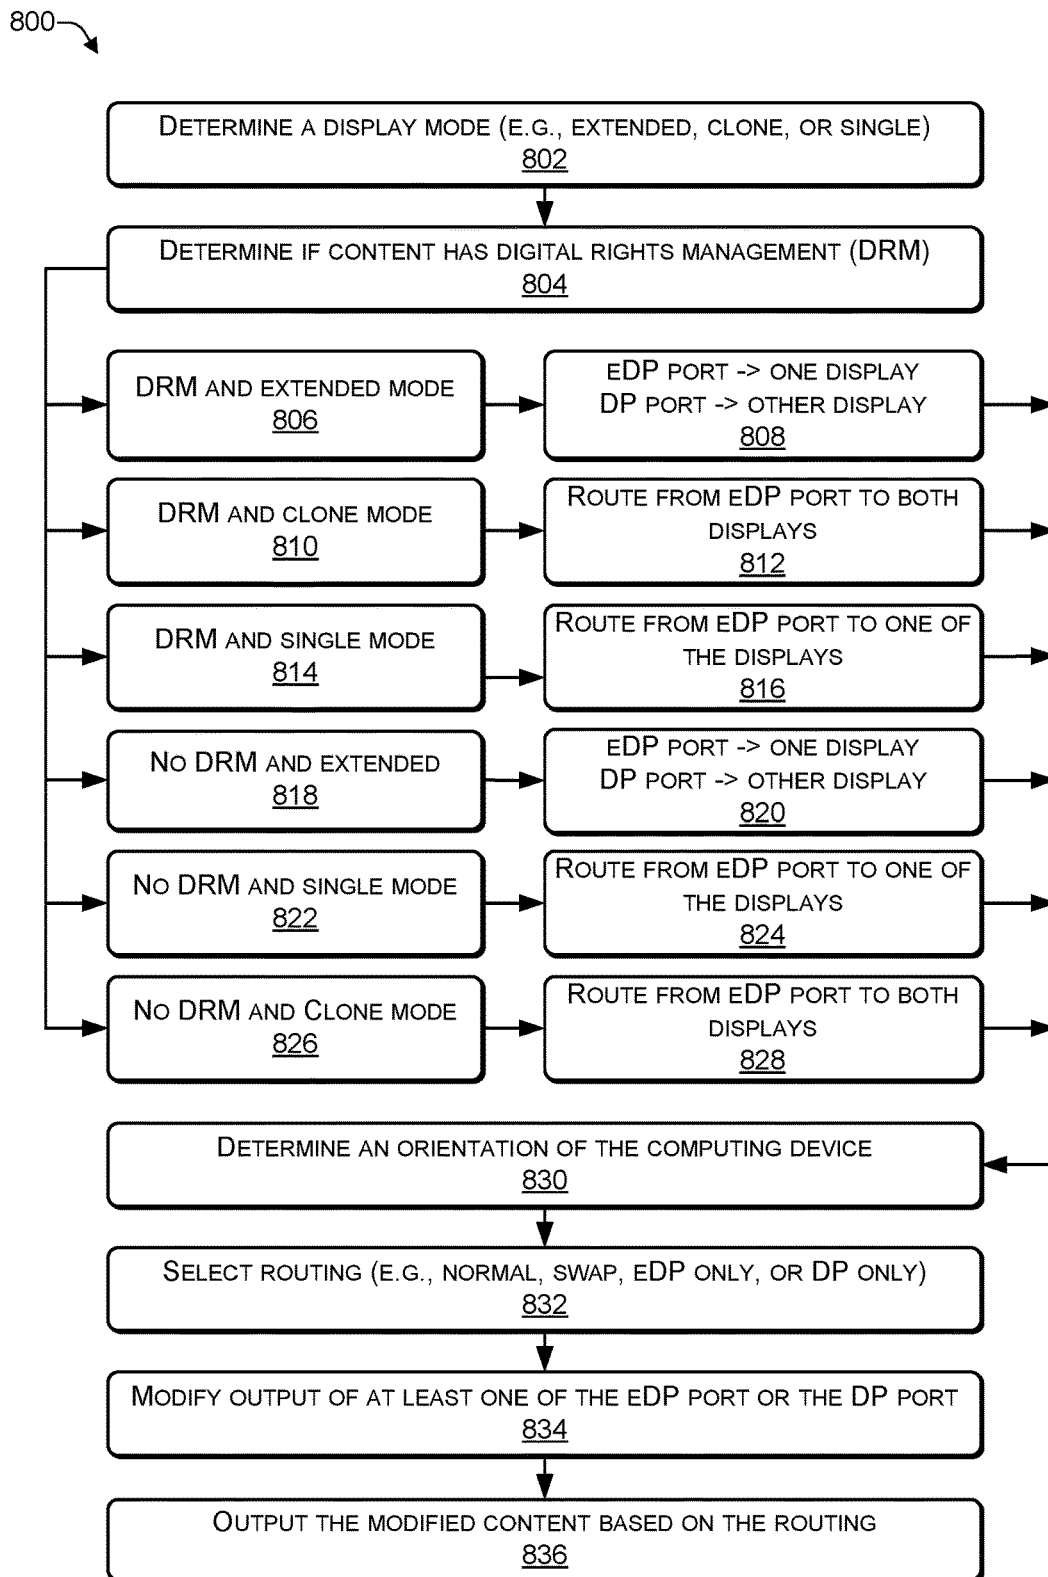 800
DETERMINE A DISPLAY MODE (E.G., EXTENDED, CLONE, OR SINGLE)
802
DETERMINE IF CONTENT HAS DIGITAL RIGHTS MANAGEMENT (DRM)
804
DRM AND EXTENDED MODE
806
EDP PORT -> ONE DISPLAY
DP PORT -> OTHER DISPLAY
808
DRM AND CLONE MODE
810
ROUTE FROM EDP PORT TO BOTH
DISPLAYS
812
DRM AND SINGLE MODE
814
ROUTE FROM EDP PORT TO ONE OF
THE DISPLAYS
816
NO DRM AND EXTENDED
818
EDP PORT -> ONE DISPLAY
DP PORT -> OTHER DISPLAY
820
NO DRM AND SINGLE MODE
822
ROUTE FROM EDP PORT TO ONE OF
THE DISPLAYS
824
NO DRM AND CLONE MODE
826
ROUTE FROM EDP PORT TO BOTH
DISPLAYS
828
DETERMINE AN ORIENTATION OF THE COMPUTING DEVICE
830
SELECT ROUTING (E.G., NORMAL, SWAP, EDP ONLY, OR DP ONLY)
832
MODIFY OUTPUT OF AT LEAST ONE OF THE EDP PORT OR THE DP PORT
834
OUTPUT THE MODIFIED CONTENT BASED ON THE ROUTING
836